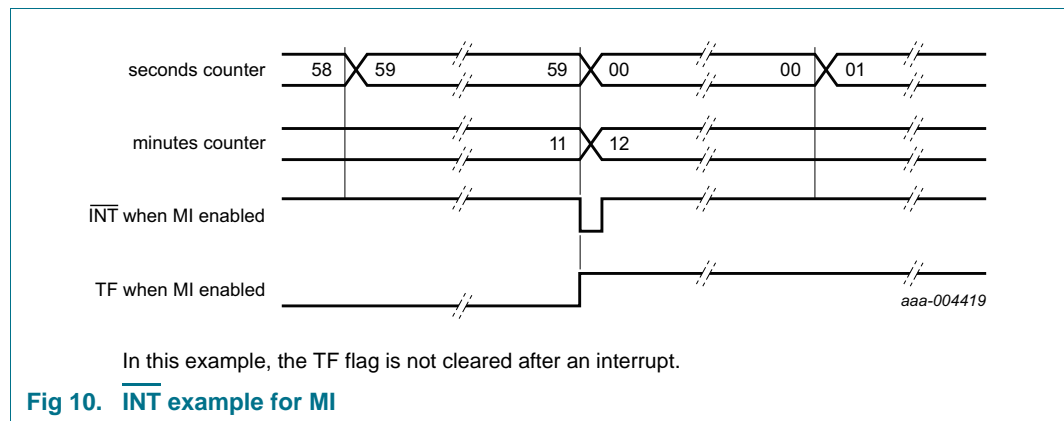 seconds counter 58 59 59 00 00 01
minutes counter 11 12
INT when MI enabled
TF when MI enabled
aaa-004419
In this example, the TF flag is not cleared after an interrupt.
Fig 10. INT example for MI